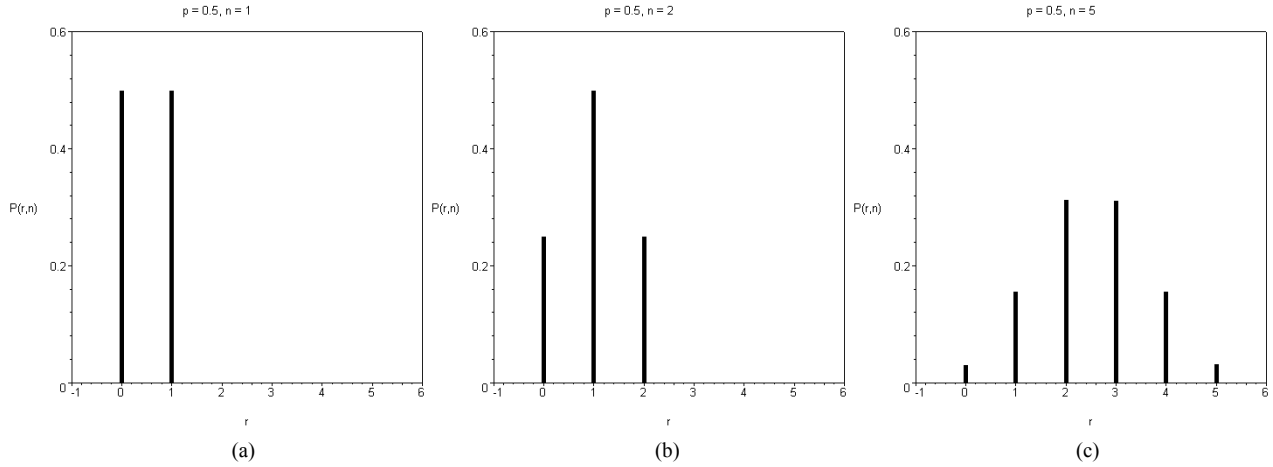 p = 0.5, n = 1
0.6
0.4
P(r,n)
0.2
0
-1 0 1 2 3 4 5 6
r
(a)
p = 0.5, n = 2
0.6
0.4
P(r,n)
0.2
0
-1 0 1 2 3 4 5 6
r
(b)
p = 0.5, n = 5
0.6
0.4
P(r,n)
0.2
0
-1 0 1 2 3 4 5 6
r
(c)